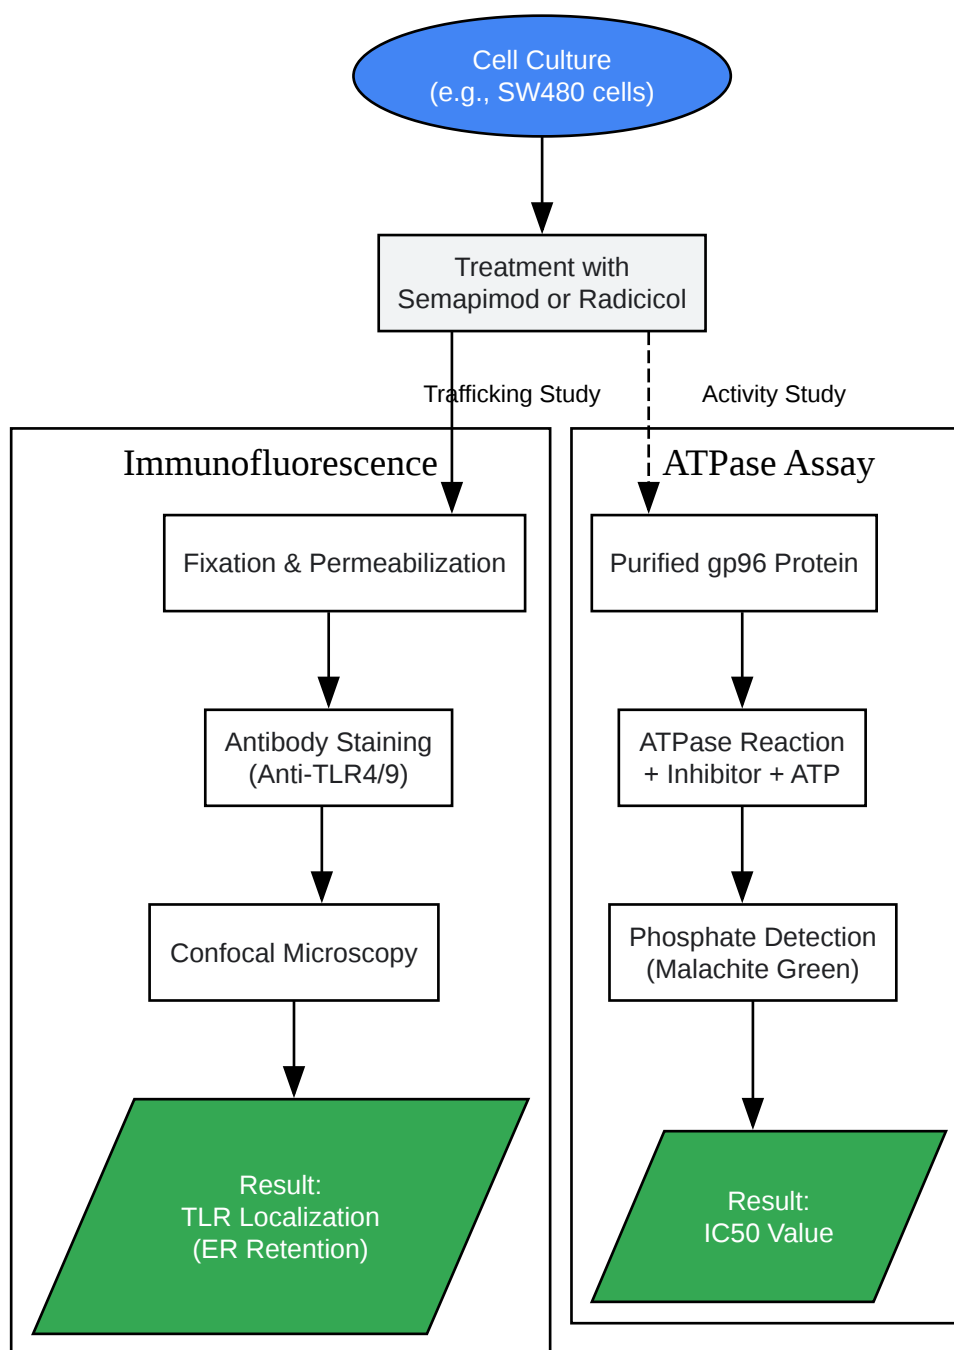 Cell Culture
(e.g., SW480 cells)
Treatment with
Semapimod or Radicicol
Trafficking Study
Activity Study
Immunofluorescence
ATPase Assay
Fixation & Permeabilization
Purified gp96 Protein
Antibody Staining
(Anti-TLR4/9)
ATPase Reaction
+ Inhibitor + ATP
Confocal Microscopy
Phosphate Detection
(Malachite Green)
Result:
TLR Localization
(ER Retention)
Result:
IC50 Value